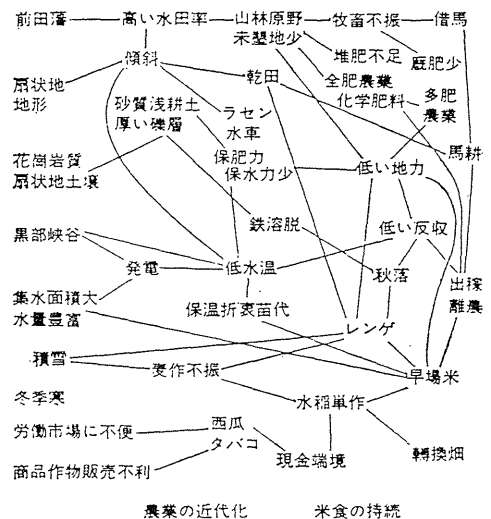 前田藩 高い水田率 山林原野 牧畜不振 借馬
未墾地少
傾斜 堆肥不足 厩肥少
扇状地 乾田 全肥農業
地形 砂質浅耕土 ラセン 化学肥料 多肥
厚い礫層 水車 農業
花崗岩質 保肥力 馬耕
扇状地土壌 保水力少 低い地力
鉄溶脱 低い反収
黒部峡谷
発電 低水温 秋落 出稼
集水面積大 離農
水量豊富 保温折衷苗代
レンゲ
積雪
麦作不振 早場米
冬季寒
水稲単作
労働市場に不便 西瓜
タバコ 現金端境 転換畑
商品作物販売不利
農業の近代化 米食の持続